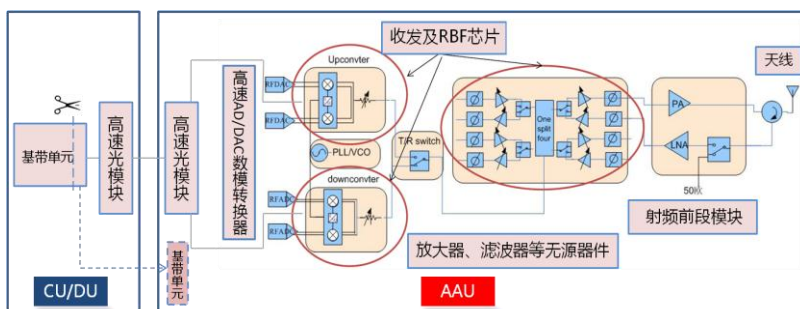 收发及RBF芯片
天线
Upconvter
RFDAC
RFDAC
高速光模块
高速光模块
高速AD/DAC数模转换器
基带单元
PLL/VCO
T/R switch
One
split
four
PA
LNA
downconvter
RFADC
RFADC
50欧
射频前段模块
放大器、滤波器等无源器件
基带单元
CU/DU
AAU